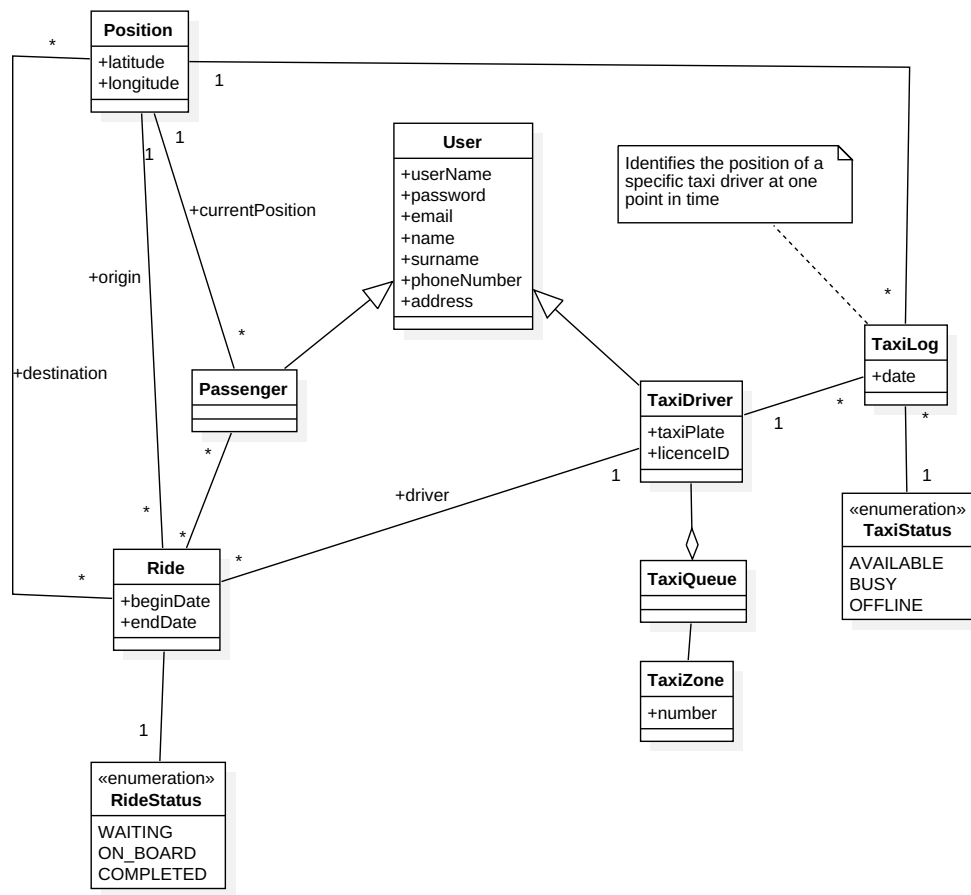 Position
+latitude
+longitude
*
1
1
1
+currentPosition
+origin
+destination
User
+userName
+password
+email
+name
+surname
+phoneNumber
+address
Identifies the position of a
specific taxi driver at one
point in time
*
TaxiLog
+date
*
*
1
*
Passenger
*
TaxiDriver
+taxiPlate
+licenceID
1
+driver
1
«enumeration»
TaxiStatus
AVAILABLE
BUSY
OFFLINE
*
*
*
*
Ride
+beginDate
+endDate
TaxiQueue
TaxiZone
+number
1
«enumeration»
RideStatus
WAITING
ON_BOARD
COMPLETED